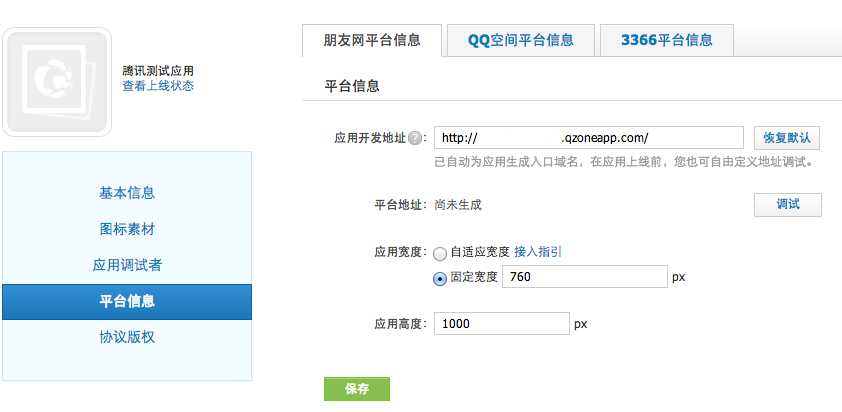 朋友网平台信息 QQ空间平台信息 3366平台信息
腾讯测试应用
查看上线状态
平台信息
应用开发地址?: http:// .qzoneapp.com/ 恢复默认
已自动为应用生成入口域名，在应用上线前，您也可自由定义地址调试。
基本信息
图标素材
应用调试者
平台信息
协议版权
平台地址: 尚未生成 调试
应用宽度: 自适应宽度 接入指引
固定宽度 760 px
应用高度: 1000 px
保存